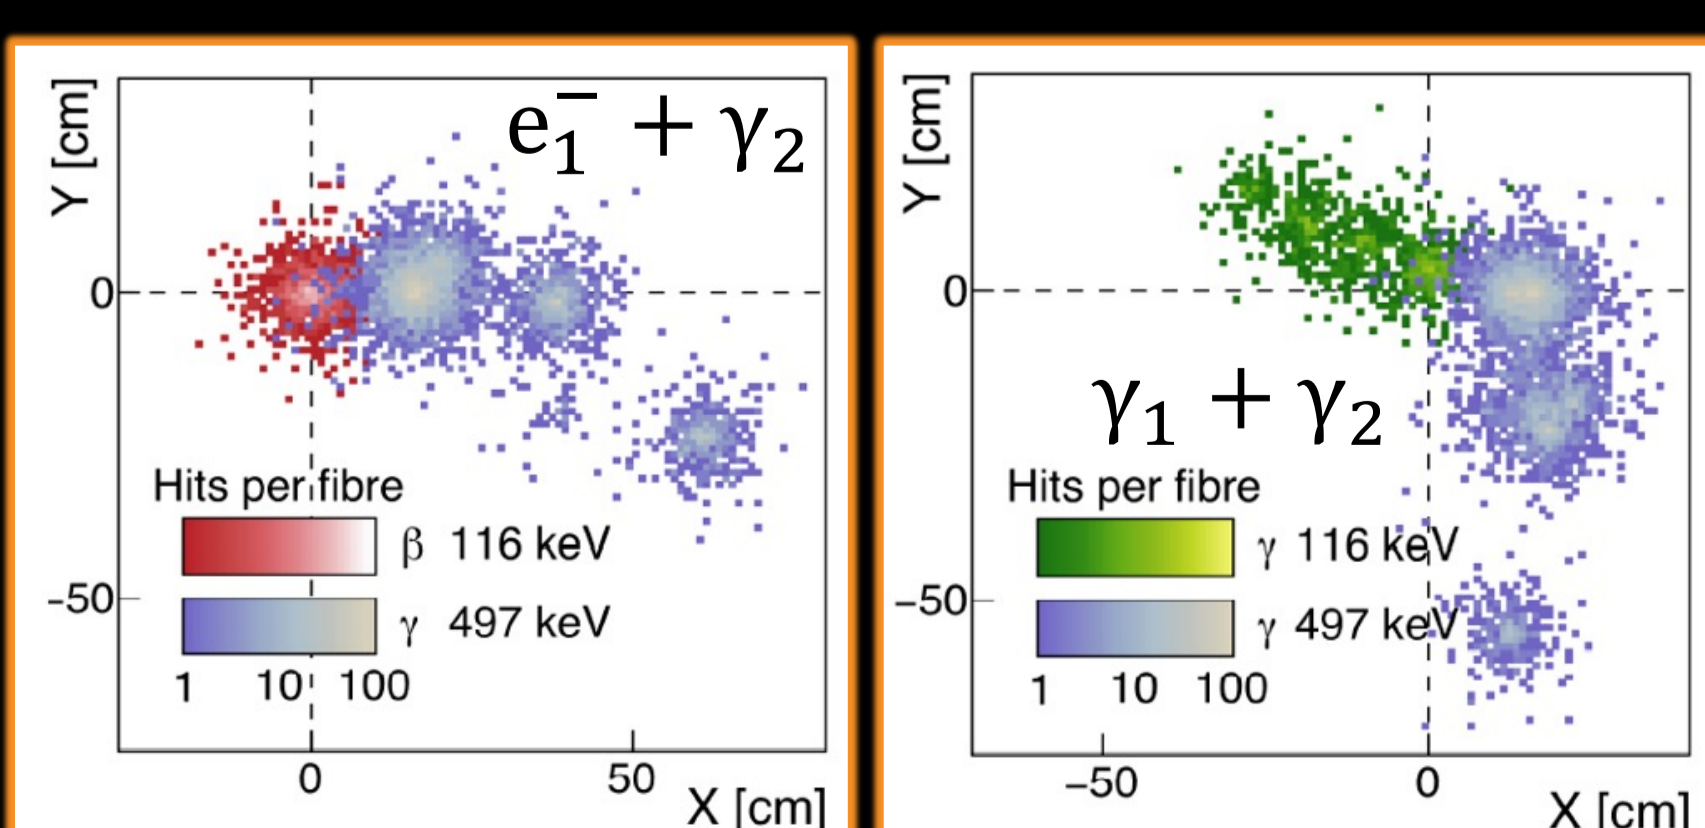 Y [cm]
e₁⁻ + γ₂
0
Hits per fibre
β 116 keV
-50
γ 497 keV
1 10 100
0 50
X [cm]
Y [cm]
0
γ₁ + γ₂
Hits per fibre
γ 116 keV
−50
γ 497 keV
1 10 100
−50 0
X [cm]